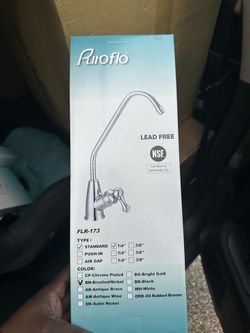 Puroflo
LEAD FREE
NSF
FLR-173
TYPE:
STANDARD 1/4" 3/8"
PUSH-IN 1/4" 3/8"
AIR GAP 1/4" 3/8"
COLOR:
CP-Chrome Plated BG-Bright Gold
BN-Brushed Nickel BB-Black
AB-Antique Brass WH-White
AW-Antique Wine ORB-Oil Rubbed Bronze
SN-Satin Nickel